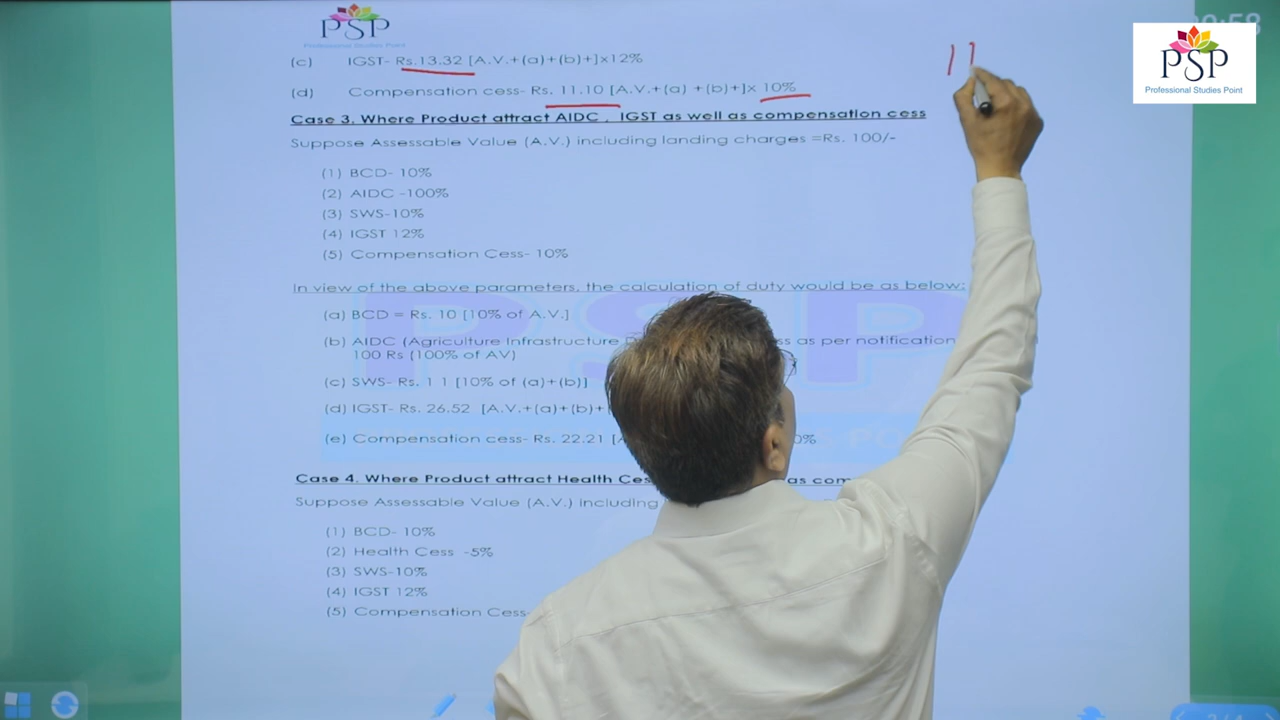 PSP
Professional Studies Point
(c) IGST- Rs.13.32 [A.V.+(a)+(b)+]x12%
(d) Compensation cess- Rs. 11.10 [A.V.+(a) +(b)+]x 10%
11
PSP
Professional Studies Point
Case 3. Where Product attract AIDC , IGST as well as compensation cess
Suppose Assessable Value (A.V.) including landing charges =Rs. 100/-
(1) BCD- 10%
(2) AIDC -100%
(3) SWS-10%
(4) IGST 12%
(5) Compensation Cess- 10%
In view of the above parameters, the calculation of duty would be as below:
(a) BCD = Rs. 10 [10% of A.V.]
(b) AIDC (Agriculture Infrastructure as per notification
100 Rs (100% of AV)
(c) SWS- Rs. 1 1 [10% of (a)+(b)]
(d) IGST- Rs. 26.52 [A.V.+(a)+(b)+
(e) Compensation cess- Rs. 22.21 0%
Case 4. Where Product attract Health as
Suppose Assessable Value (A.V.) including
(1) BCD- 10%
(2) Health Cess -5%
(3) SWS-10%
(4) IGST 12%
(5) Compensation Cess-